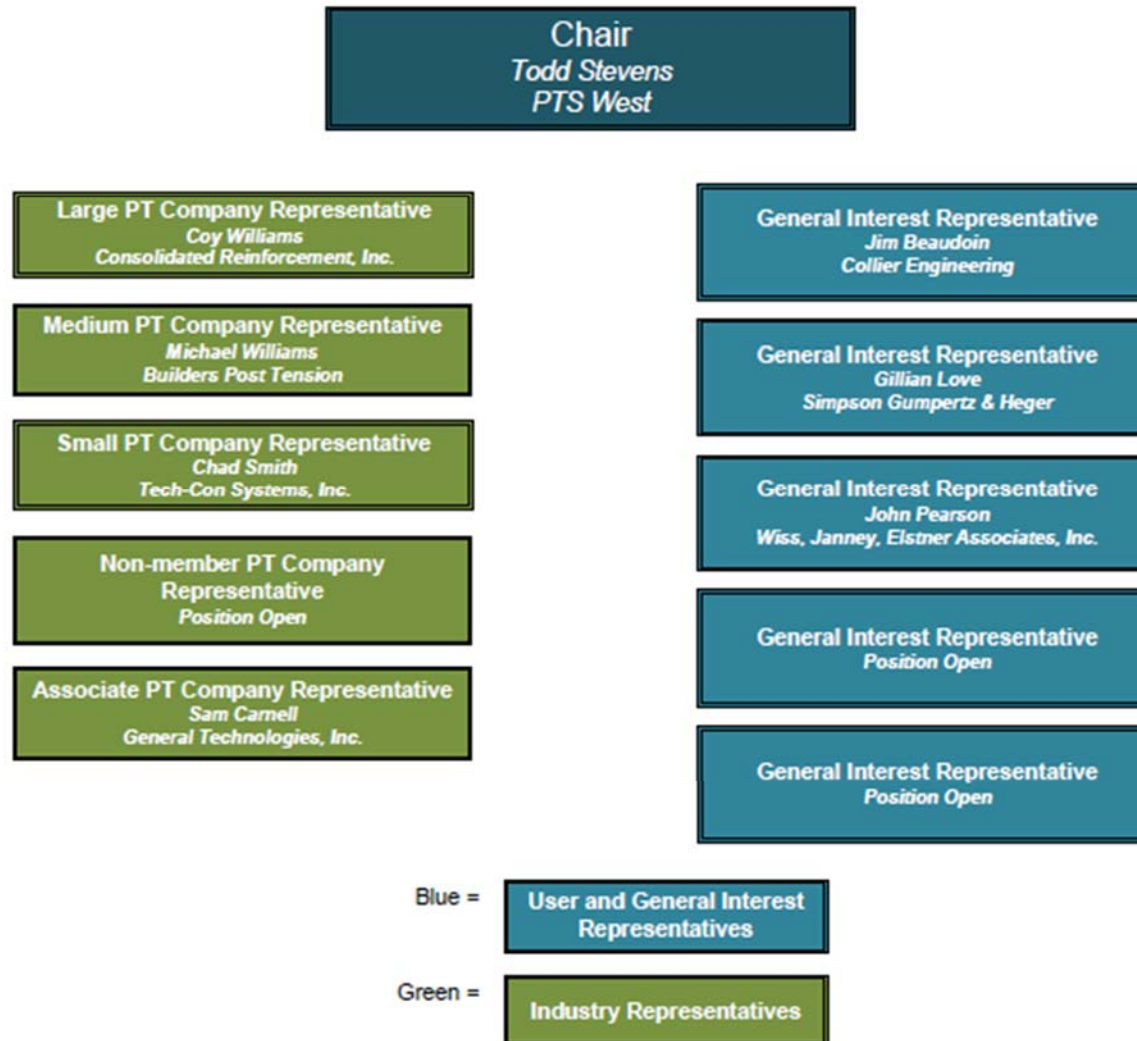 Chair
Todd Stevens
PTS West
Large PT Company Representative
Coy Williams
Consolidated Reinforcement, Inc.
Medium PT Company Representative
Michael Williams
Builders Post Tension
Small PT Company Representative
Chad Smith
Tech-Con Systems, Inc.
Non-member PT Company
Representative
Position Open
Associate PT Company Representative
Sam Carnell
General Technologies, Inc.
General Interest Representative
Jim Beaudoin
Collier Engineering
General Interest Representative
Gillian Love
Simpson Gumpertz & Heger
General Interest Representative
John Pearson
Wiss, Janney, Elstner Associates, Inc.
General Interest Representative
Position Open
General Interest Representative
Position Open
Blue =
User and General Interest
Representatives
Green =
Industry Representatives